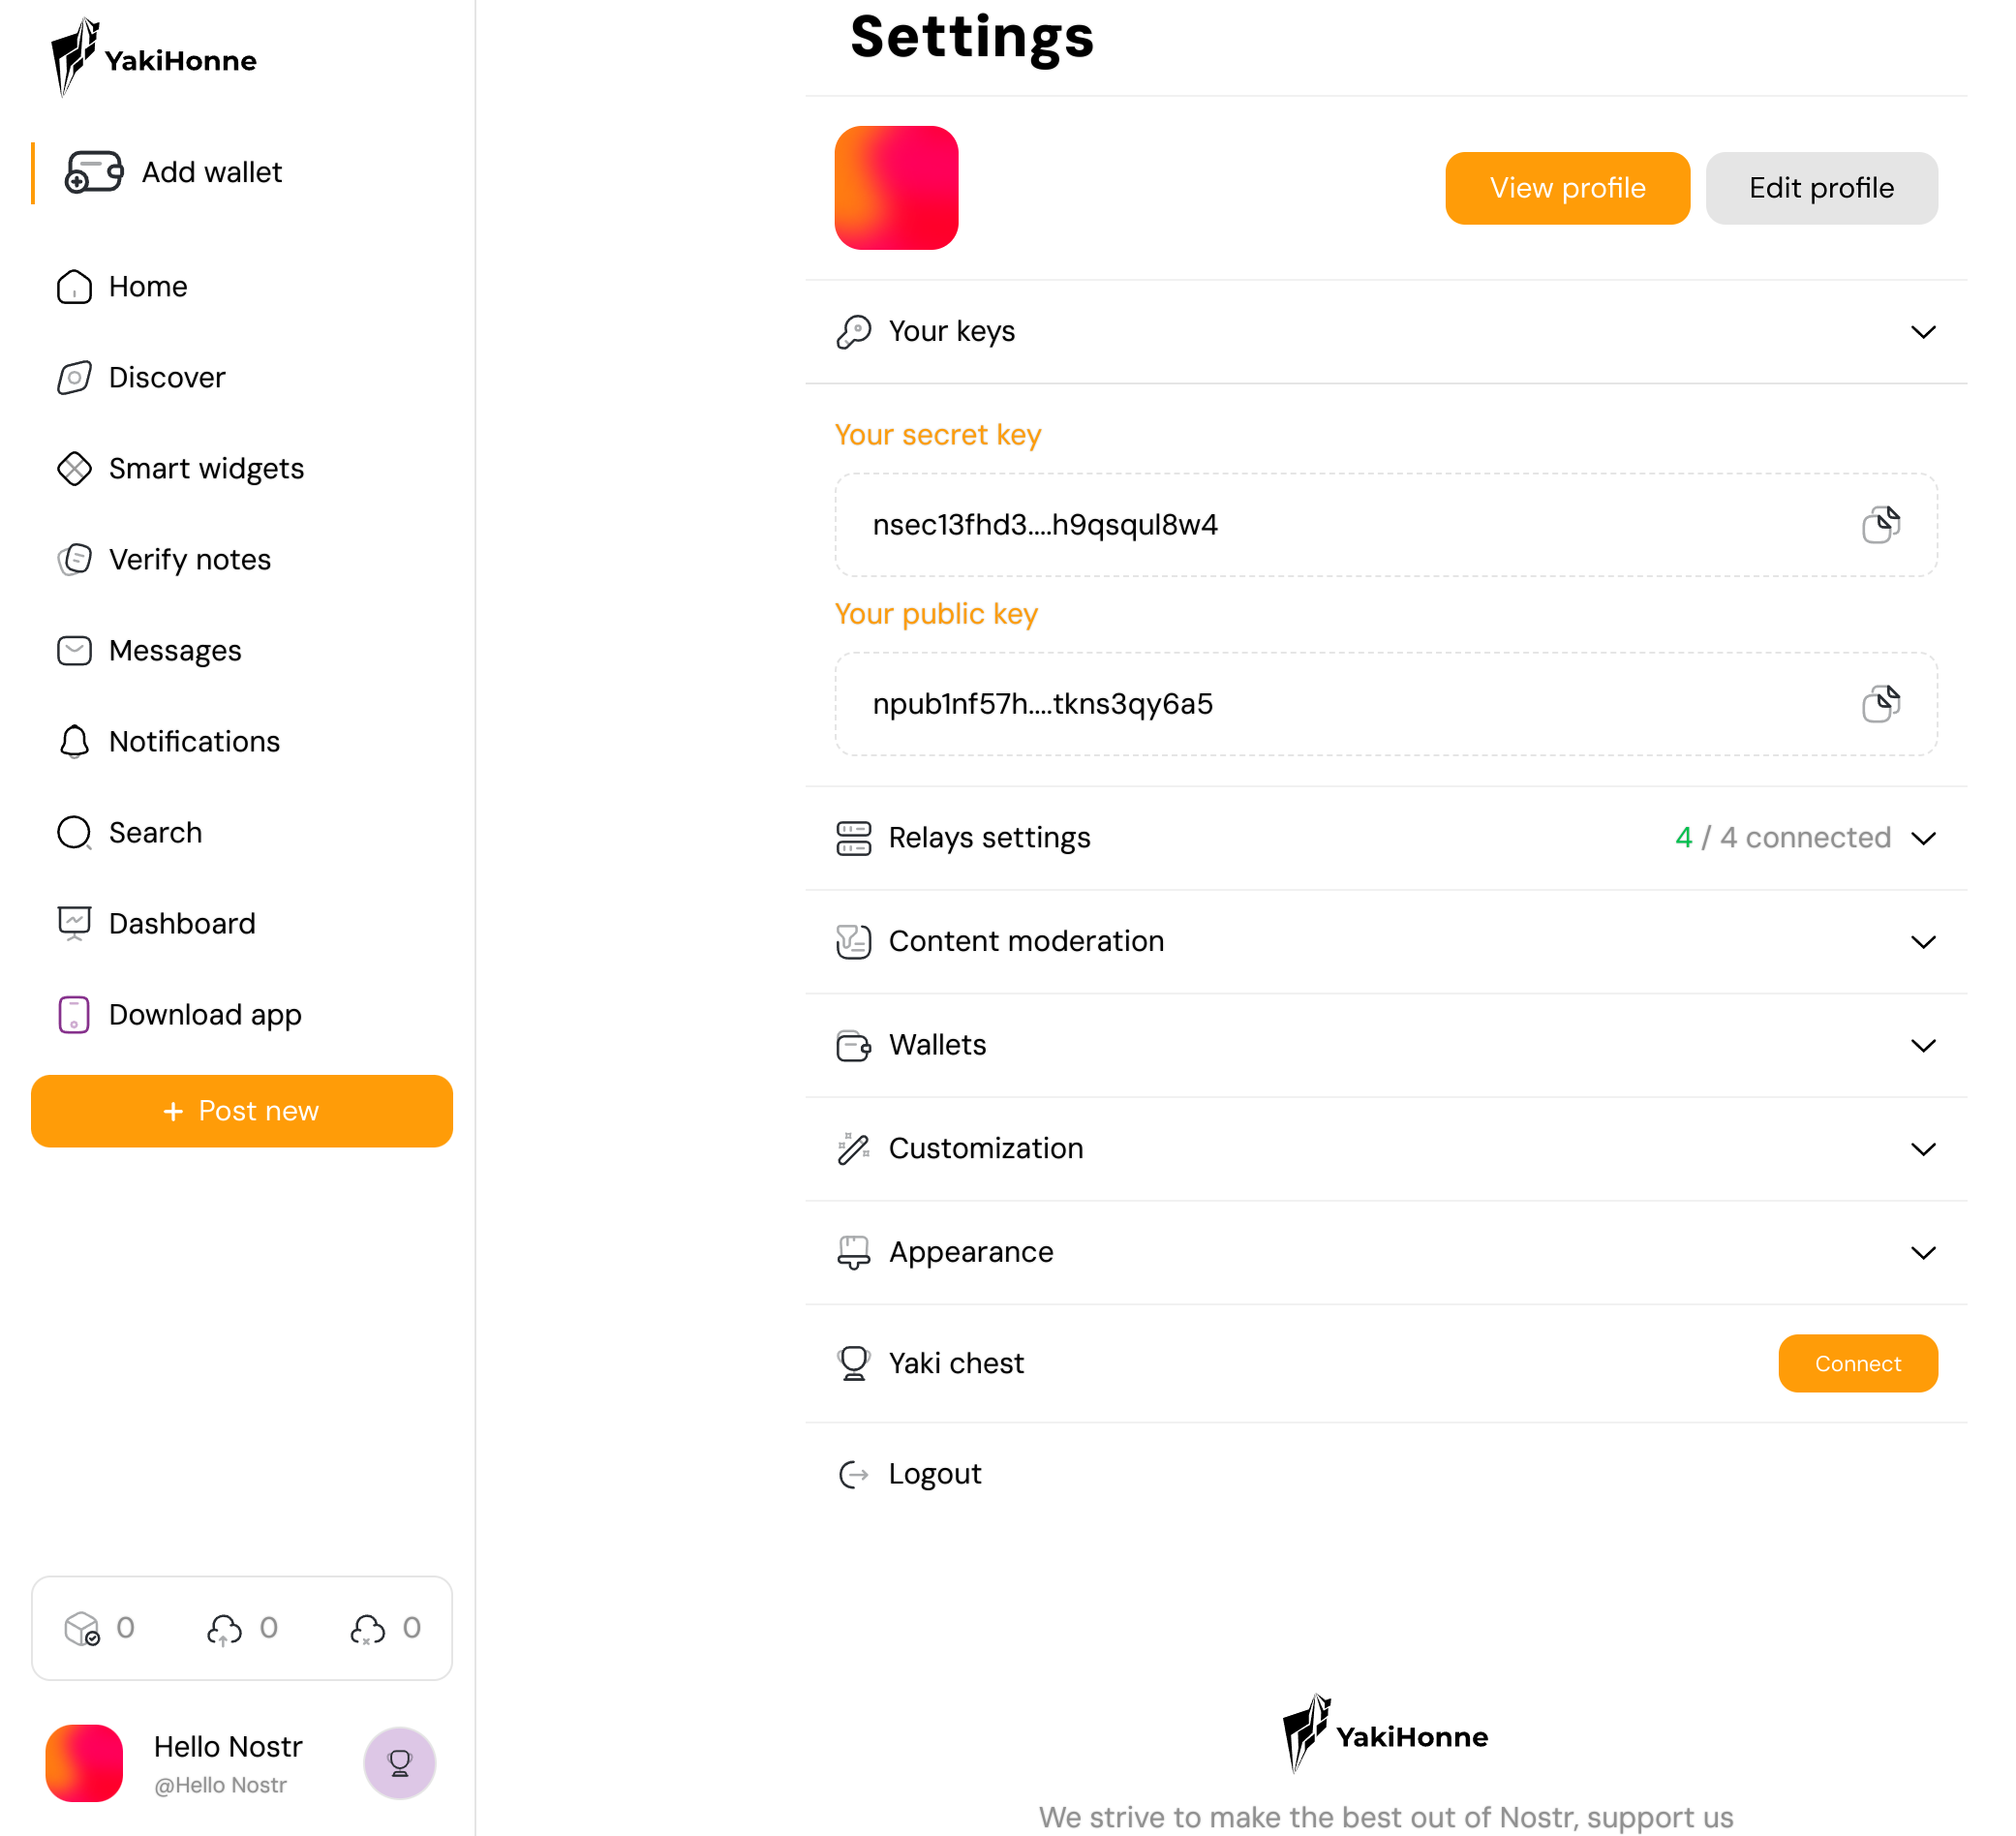 YakiHonne
Add wallet
Home
Discover
Smart widgets
Verify notes
Messages
Notifications
Search
Dashboard
Download app
+ Post new
0 0 0
Hello Nostr
@Hello Nostr
Settings
View profile Edit profile
Your keys
Your secret key
nsec13fhd3....h9qsqul8w4
Your public key
npub1nf57h....tkns3qy6a5
Relays settings 4 / 4 connected
Content moderation
Wallets
Customization
Appearance
Yaki chest Connect
Logout
YakiHonne
We strive to make the best out of Nostr, support us